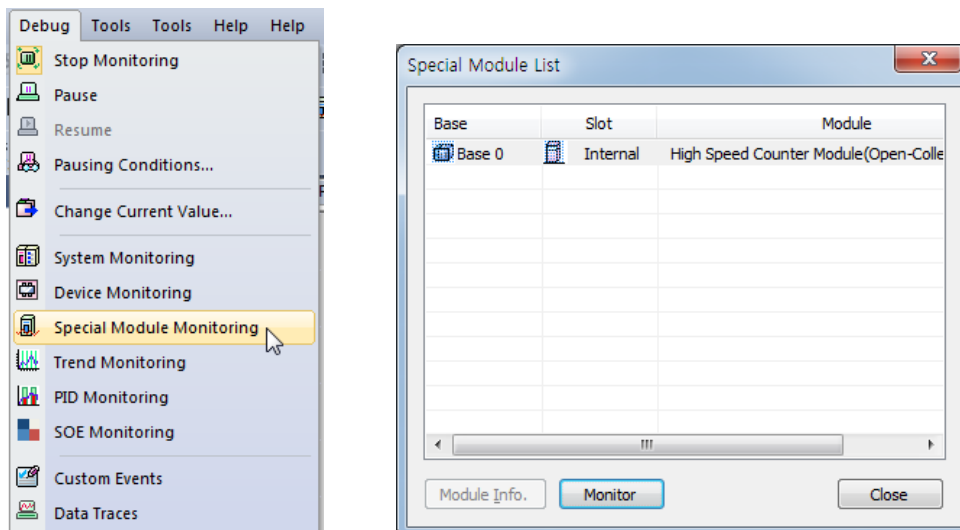 Debug Tools Tools Help Help
Stop Monitoring
Pause
Resume
Pausing Conditions...
Change Current Value...
System Monitoring
Device Monitoring
Special Module Monitoring
Trend Monitoring
PID Monitoring
SOE Monitoring
Custom Events
Data Traces
Special Module List
Base Slot Module
Base 0 Internal High Speed Counter Module(Open-Colle
Module Info. Monitor Close